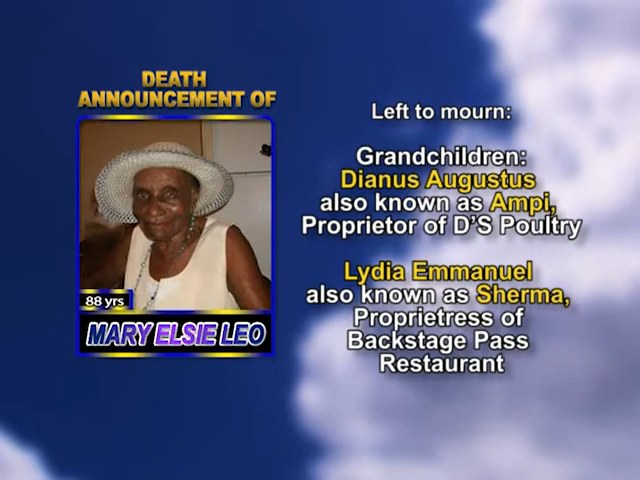 DEATH
ANNOUNCEMENT OF
88 yrs
MARY ELSIE LEO
Left to mourn:
Grandchildren:
Dianus Augustus
also known as Ampi,
Proprietor of D'S Poultry
Lydia Emmanuel
also known as Sherma,
Proprietress of
Backstage Pass
Restaurant